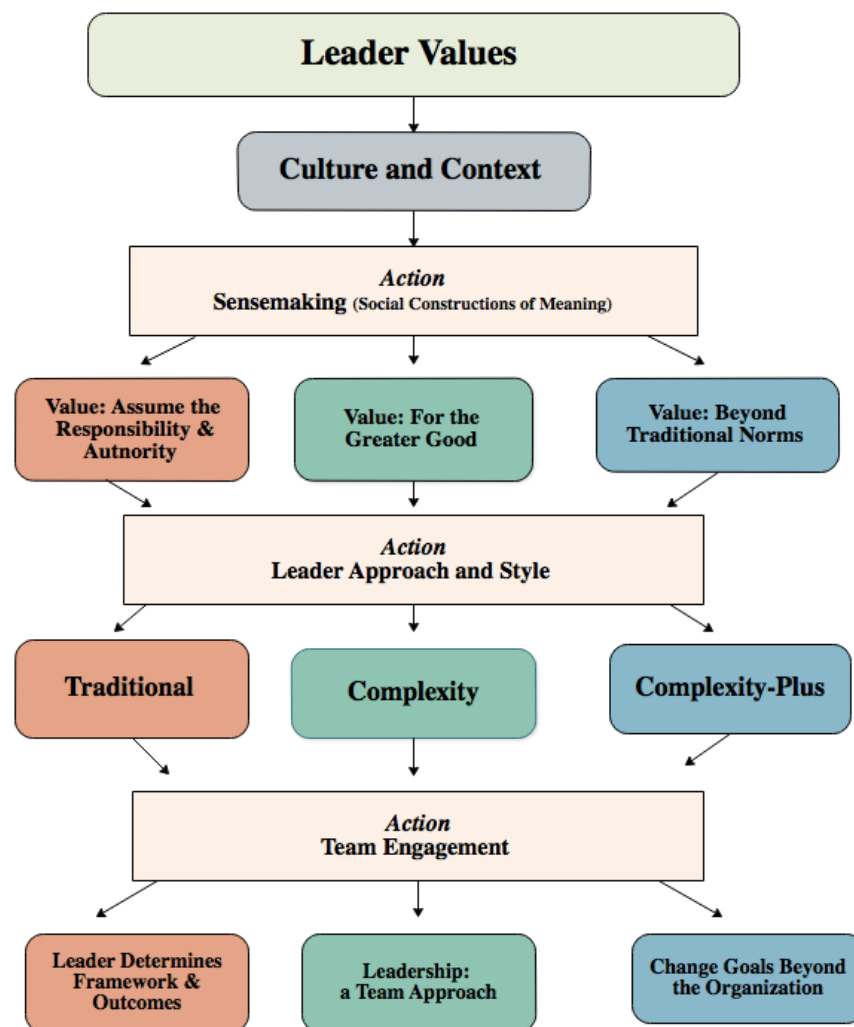 Leader Values
Culture and Context
Action
Sensemaking (Social Constructions of Meaning)
Value: Assume the
Responsibility &
Autnority
Value: For the
Greater Good
Value: Beyond
Traditional Norms
Action
Leader Approach and Style
Traditional
Complexity
Complexity-Plus
Action
Team Engagement
Leader Determines
Framework &
Outcomes
Leadership:
a Team Approach
Change Goals Beyond
the Organization